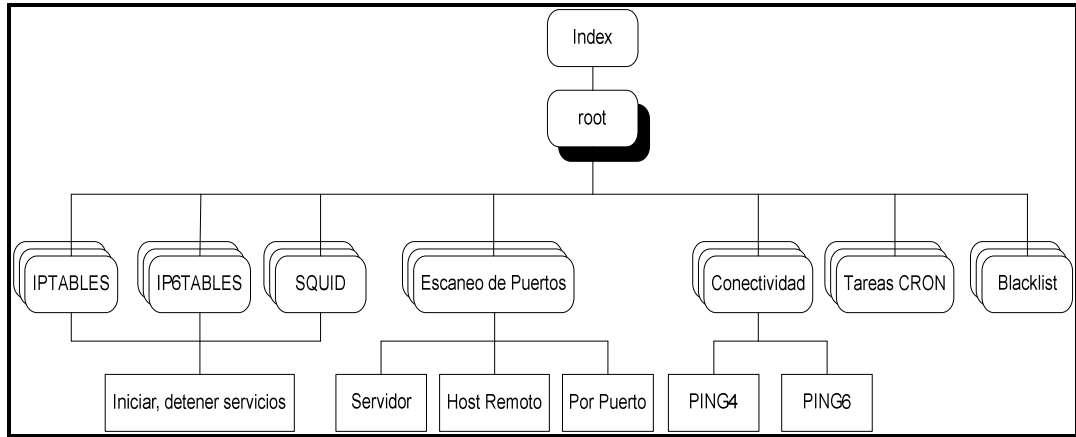 Index
root
IPTABLES
IP6TABLES
SQUID
Escaneo de Puertos
Conectividad
Tareas CRON
Blacklist
Iniciar, detener servicios
Servidor
Host Remoto
Por Puerto
PING4
PING6